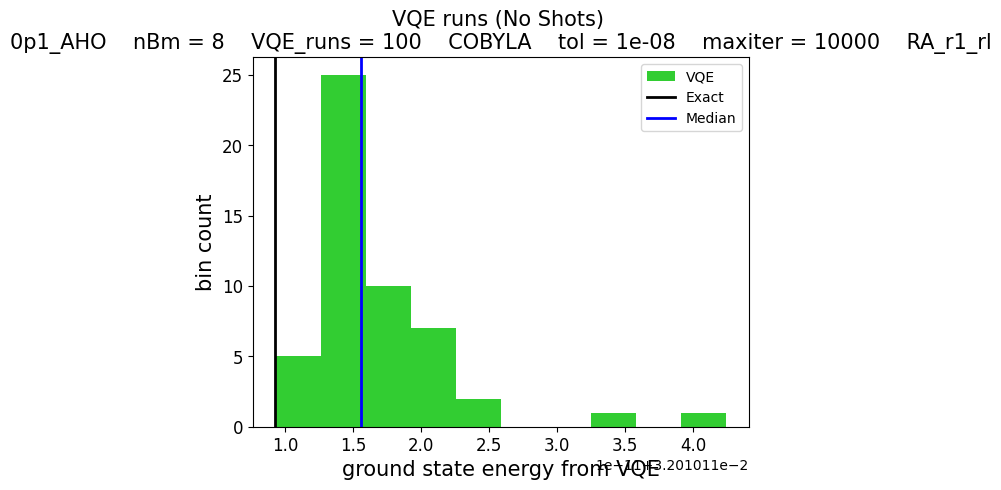 VQE runs (No Shots)
0p1_AHO nBm = 8 VQE_runs = 100 COBYLA tol = 1e-08 maxiter = 10000 RA_r1_rl
VQE
Exact
Median
25
20
15
10
5
0
bin count
1.0 1.5 2.0 2.5 3.0 3.5 4.0
1e−11+3.201011e−2
ground state energy from VQE